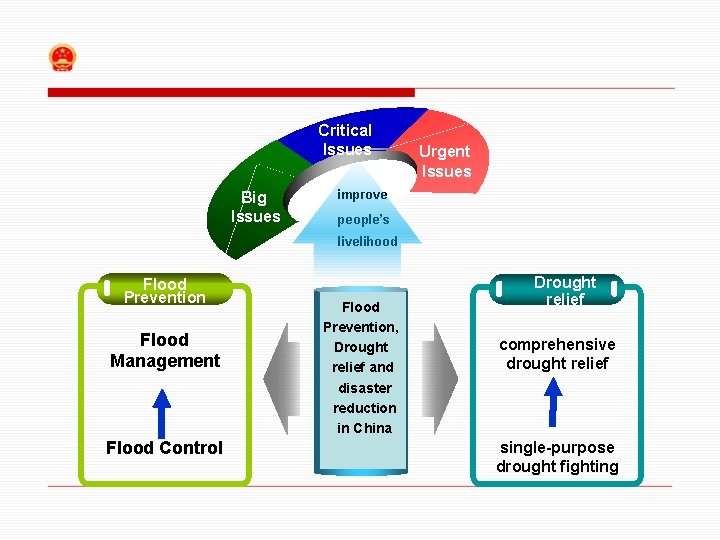 Critical
Issues
Urgent
Issues
Big
Issues
improve
people's
livelihood
Flood
Prevention
Flood
Management
Flood Control
Flood
Prevention,
Drought
relief and
disaster
reduction
in China
Drought
relief
comprehensive
drought relief
single-purpose
drought fighting